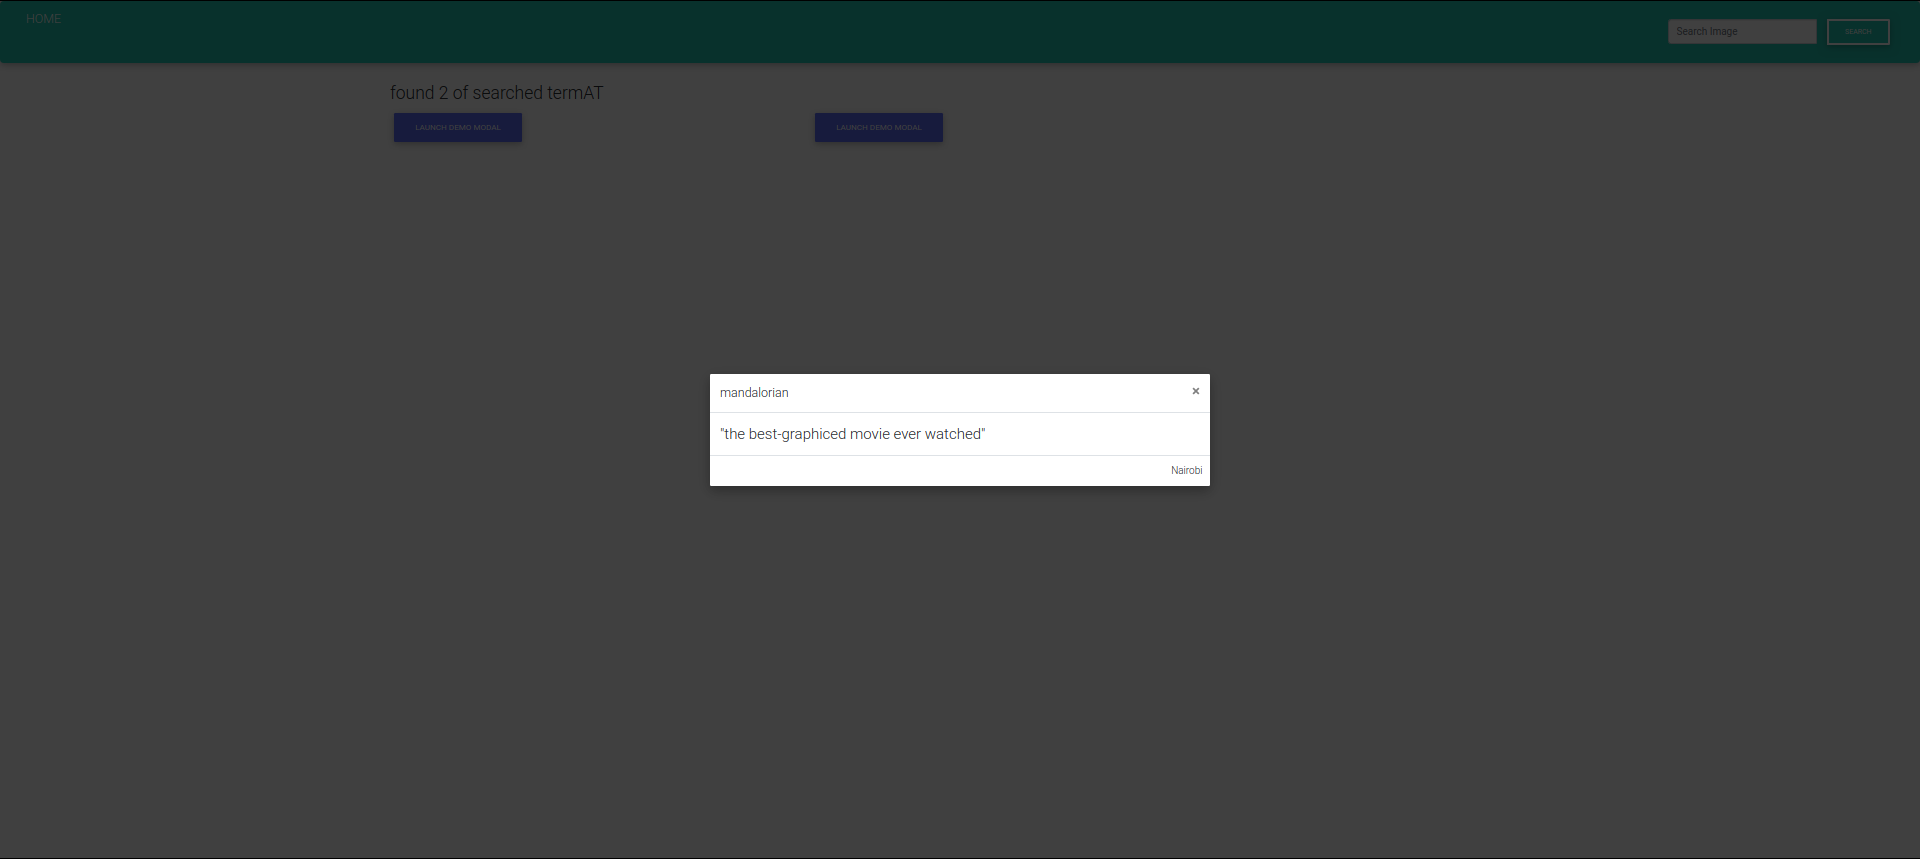 HOME
Search Image
SEARCH
found 2 of searched termAT
LAUNCH DEMO MODAL
LAUNCH DEMO MODAL
mandalorian
×
"the best-graphiced movie ever watched"
Nairobi